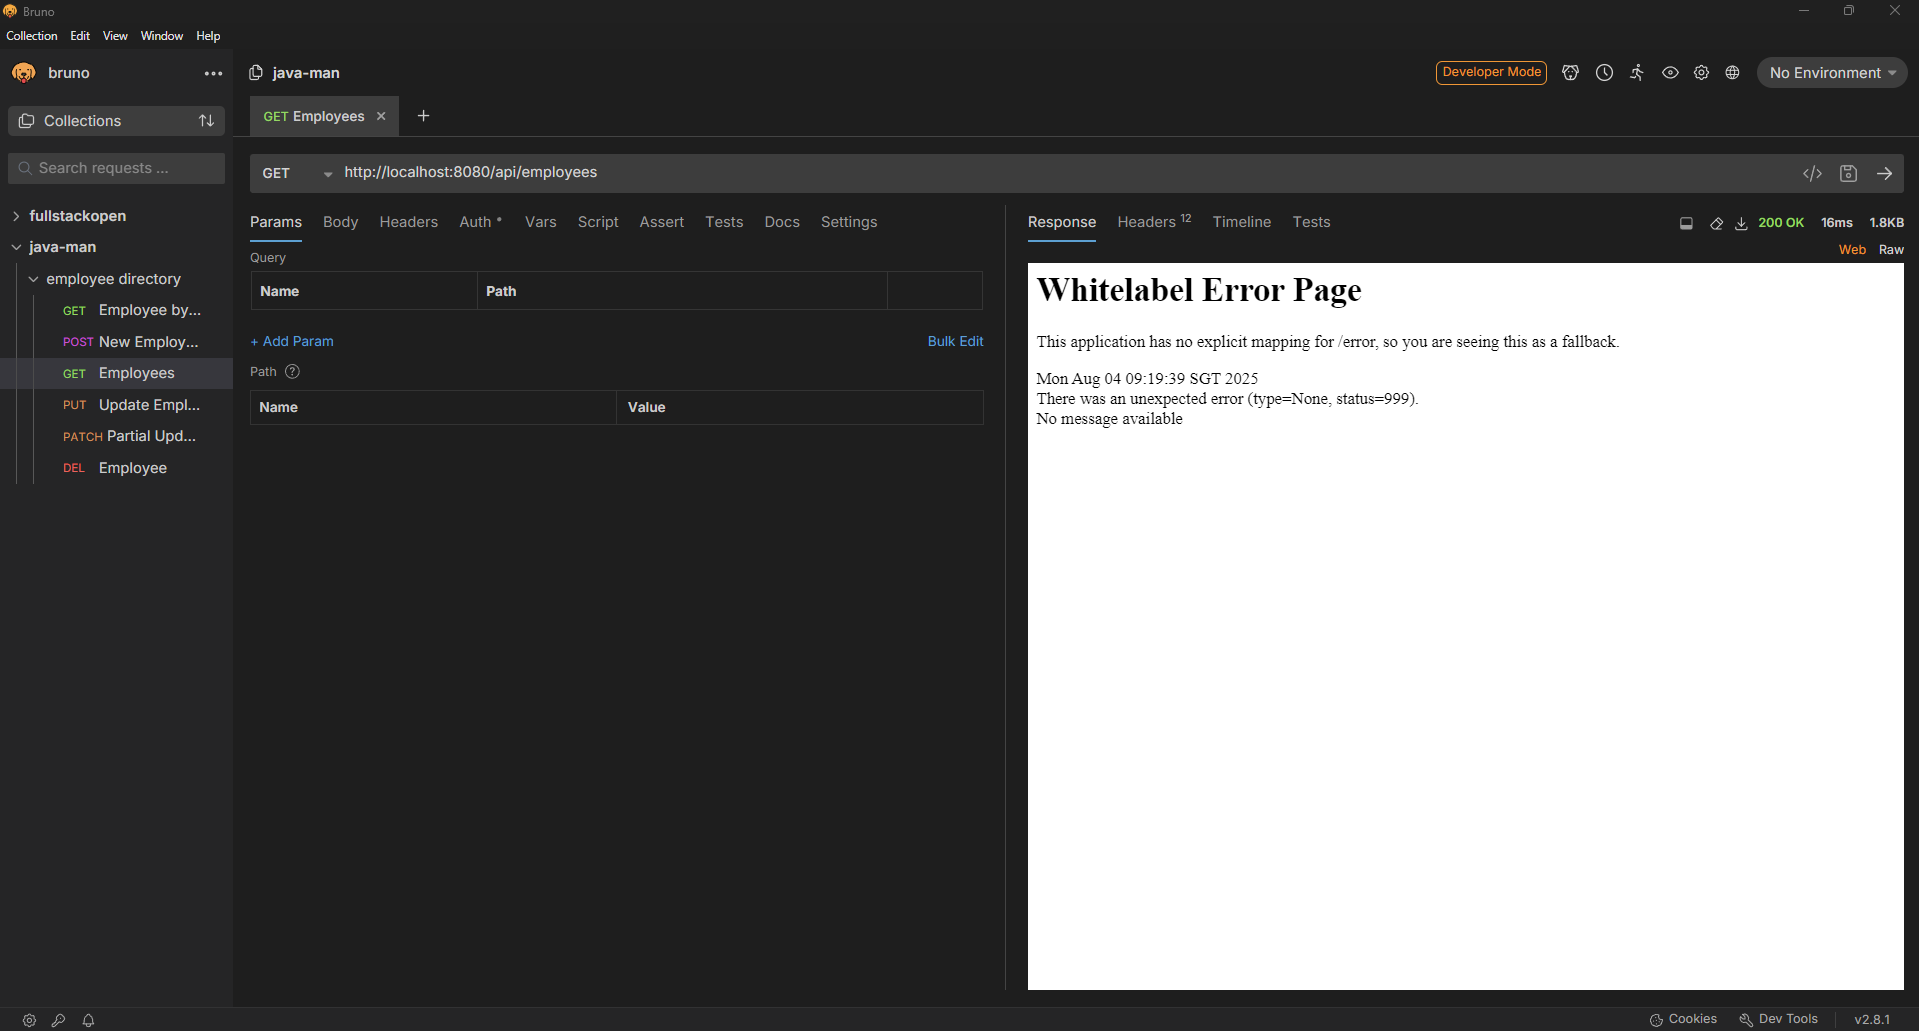 Bruno
Collection Edit View Window Help
bruno
java-man
Developer Mode
No Environment
Collections
GET Employees
Search requests ...
GET http://localhost:8080/api/employees
fullstackopen
java-man
employee directory
GET Employee by...
POST New Employ...
GET Employees
PUT Update Empl...
PATCH Partial Upd...
DEL Employee
Params Body Headers Auth Vars Script Assert Tests Docs Settings
Query
Name Path
+ Add Param Bulk Edit
Path ?
Name Value
Response Headers 12 Timeline Tests
200 OK 16ms 1.8KB
Web Raw
Whitelabel Error Page
This application has no explicit mapping for /error, so you are seeing this as a fallback.
Mon Aug 04 09:19:39 SGT 2025
There was an unexpected error (type=None, status=999).
No message available
Cookies Dev Tools v2.8.1